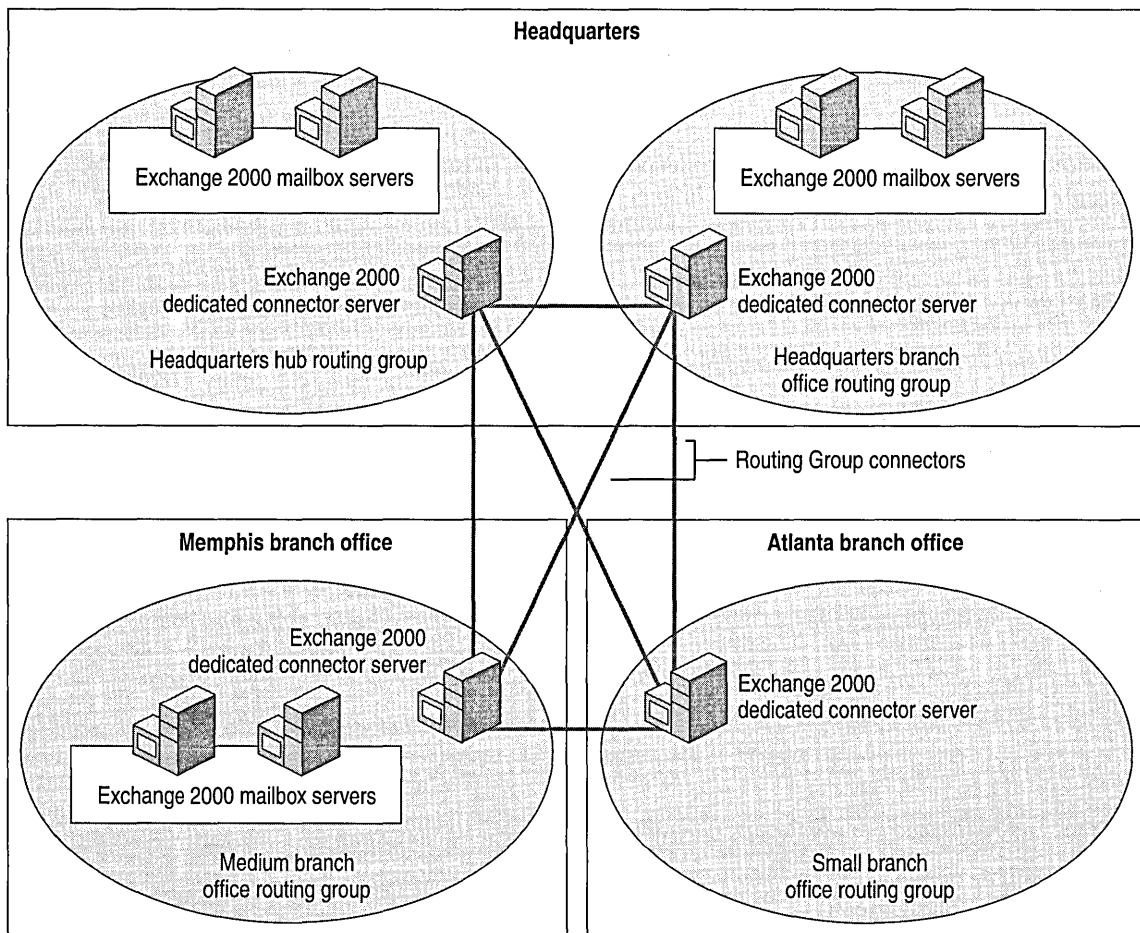 Headquarters
Exchange 2000 mailbox servers
Exchange 2000
dedicated connector server
Headquarters hub routing group
Exchange 2000 mailbox servers
Exchange 2000
dedicated connector server
Headquarters branch
office routing group
Routing Group connectors
Memphis branch office
Exchange 2000
dedicated connector server
Exchange 2000 mailbox servers
Medium branch
office routing group
Atlanta branch office
Exchange 2000
dedicated connector server
Small branch
office routing group